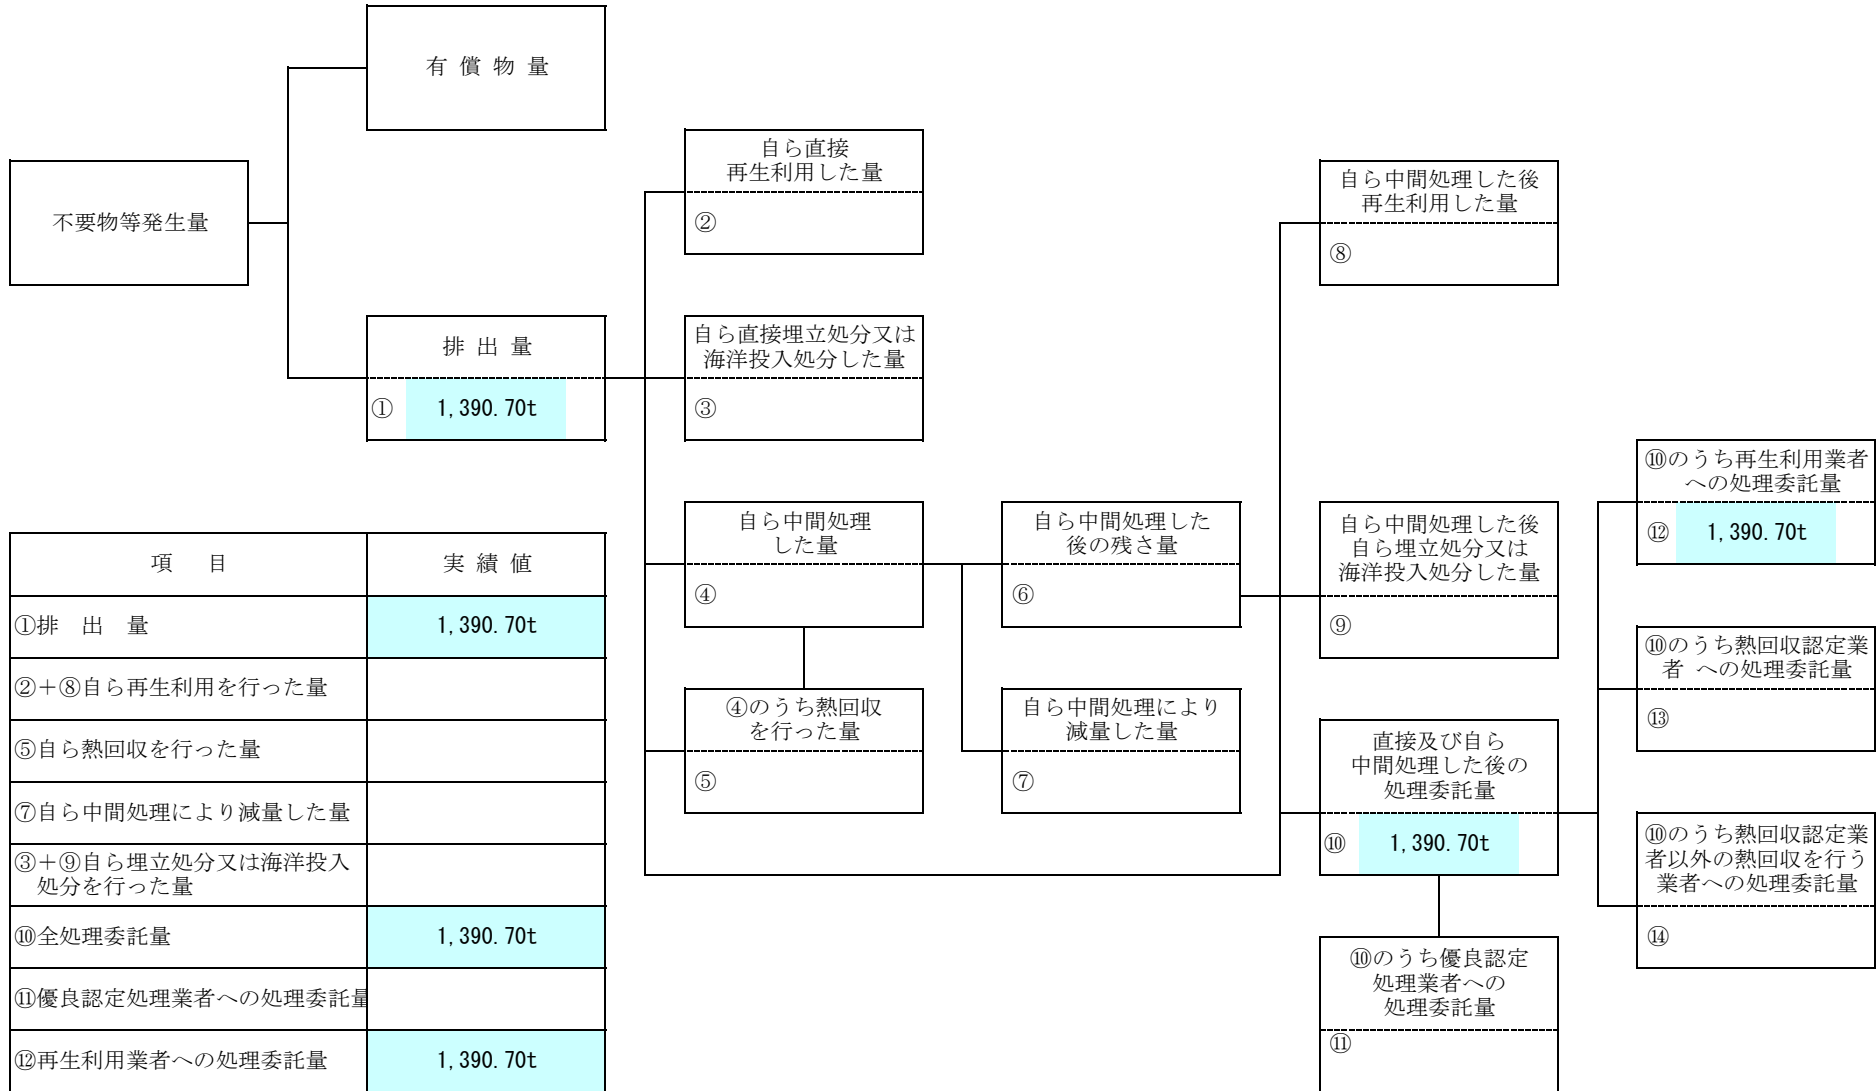 有 償 物 量
不要物等発生量
排 出 量
① 1,390.70t
自ら直接
再生利用した量
②
自ら直接埋立処分又は
海洋投入処分した量
③
自ら中間処理
した量
④
④のうち熱回収
を行った量
⑤
自ら中間処理した
後の残さ量
⑥
自ら中間処理により
減量した量
⑦
自ら中間処理した後
再生利用した量
⑧
自ら中間処理した後
自ら埋立処分又は
海洋投入処分した量
⑨
直接及び自ら
中間処理した後の
処理委託量
⑩ 1,390.70t
⑩のうち優良認定
処理業者への
処理委託量
⑪
⑩のうち再生利用業者
への処理委託量
⑫ 1,390.70t
⑩のうち熱回収認定業
者 への処理委託量
⑬
⑩のうち熱回収認定業
者以外の熱回収を行う
業者への処理委託量
⑭
項 目 実 績 値
①排 出 量 1,390.70t
②＋⑧自ら再生利用を行った量
⑤自ら熱回収を行った量
⑦自ら中間処理により減量した量
③＋⑨自ら埋立処分又は海洋投入
処分を行った量
⑩全処理委託量 1,390.70t
⑪優良認定処理業者への処理委託量
⑫再生利用業者への処理委託量 1,390.70t